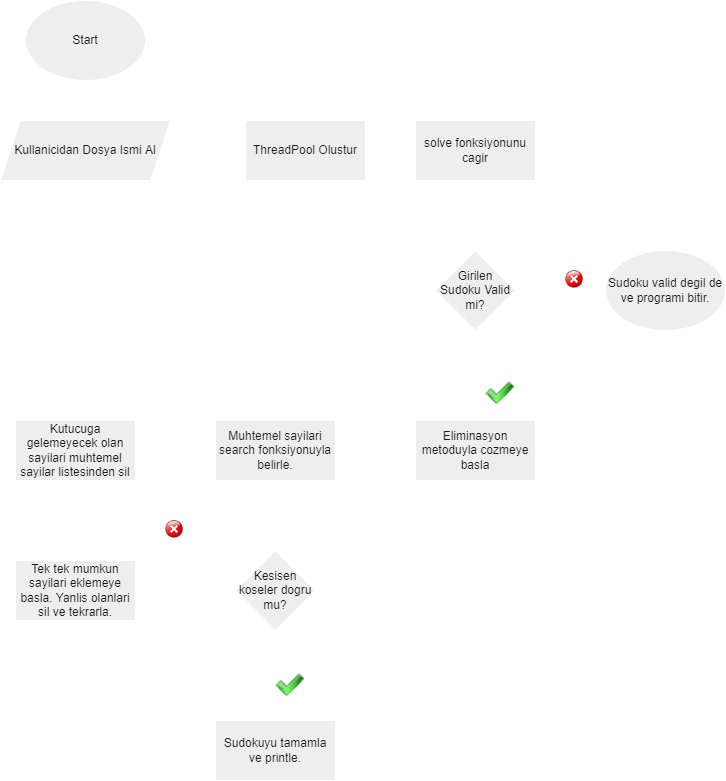 Start
Kullanicidan Dosya Ismi Al
ThreadPool Olustur
solve fonksiyonunu
cagir
Girilen
Sudoku Valid
mi?
Sudoku valid degil de
ve programi bitir.
Kutucuga
gelemeyecek olan
sayilari muhtemel
sayilar listesinden sil
Muhtemel sayilari
search fonksiyonuyla
belirle.
Eliminasyon
metoduyla cozmeye
basla
Tek tek mumkun
sayilari eklemeye
basla. Yanlis olanlari
sil ve tekrarla.
Kesisen
koseler dogru
mu?
Sudokuyu tamamla
ve printle.